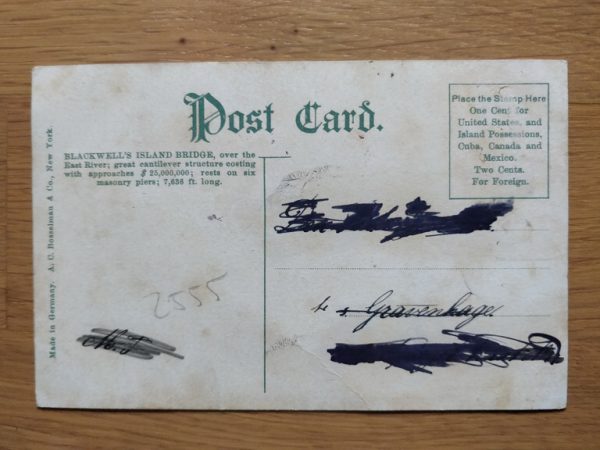 Post Card.
Place the Stamp Here
One Cent for
United States, and
Island Possessions,
Cuba, Canada and
Mexico.
Two Cents.
For Foreign.
BLACKWELL'S ISLAND BRIDGE, over the
East River; great cantilever structure costing
with approaches $ 25,000,000; rests on six
masonry piers; 7,636 ft. long.
Made in Germany. A. C. Bosselman & Co., New York.
2555
te s Gravenhage